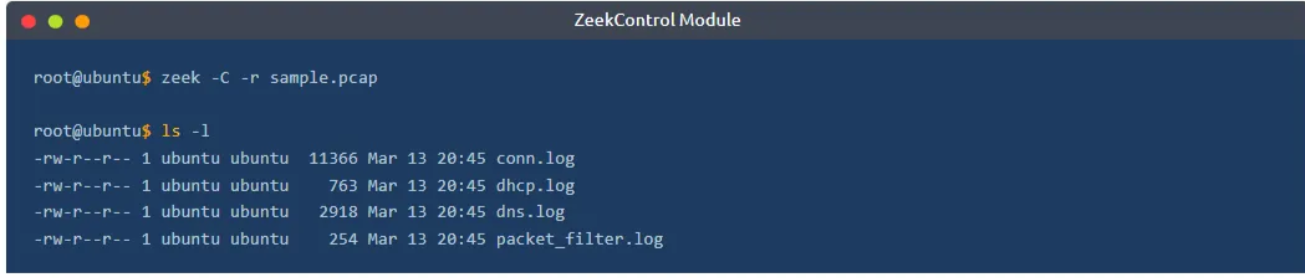 ZeekControl Module
root@ubuntu$ zeek -C -r sample.pcap
root@ubuntu$ ls -l
-rw-r--r-- 1 ubuntu ubuntu  11366 Mar 13 20:45 conn.log
-rw-r--r-- 1 ubuntu ubuntu    763 Mar 13 20:45 dhcp.log
-rw-r--r-- 1 ubuntu ubuntu   2918 Mar 13 20:45 dns.log
-rw-r--r-- 1 ubuntu ubuntu    254 Mar 13 20:45 packet_filter.log